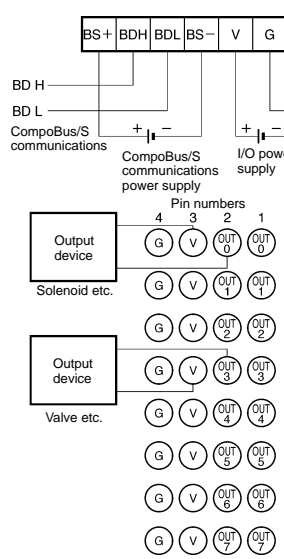 BS+ BDH BDL BS− V G
BD H
BD L
CompoBus/S
communications
+ −
CompoBus/S
communications
power supply
+ −
I/O
supply
Pin numbers
4 3 2 1
Output
device
Solenoid etc.
G V OUT 0 OUT 0
G V OUT 1 OUT 1
G V OUT 2 OUT 2
Output
device
Valve etc.
G V OUT 3 OUT 3
G V OUT 4 OUT 4
G V OUT 5 OUT 5
G V OUT 6 OUT 6
G V OUT 7 OUT 7